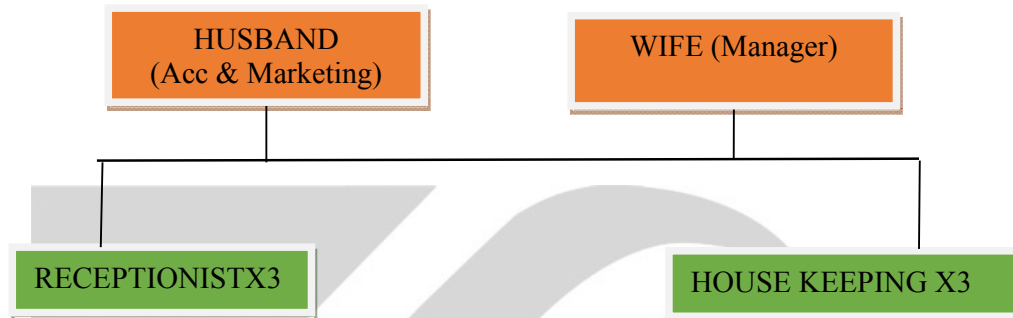 HUSBAND
(Acc & Marketing)
WIFE (Manager)
RECEPTIONISTX3
HOUSE KEEPING X3